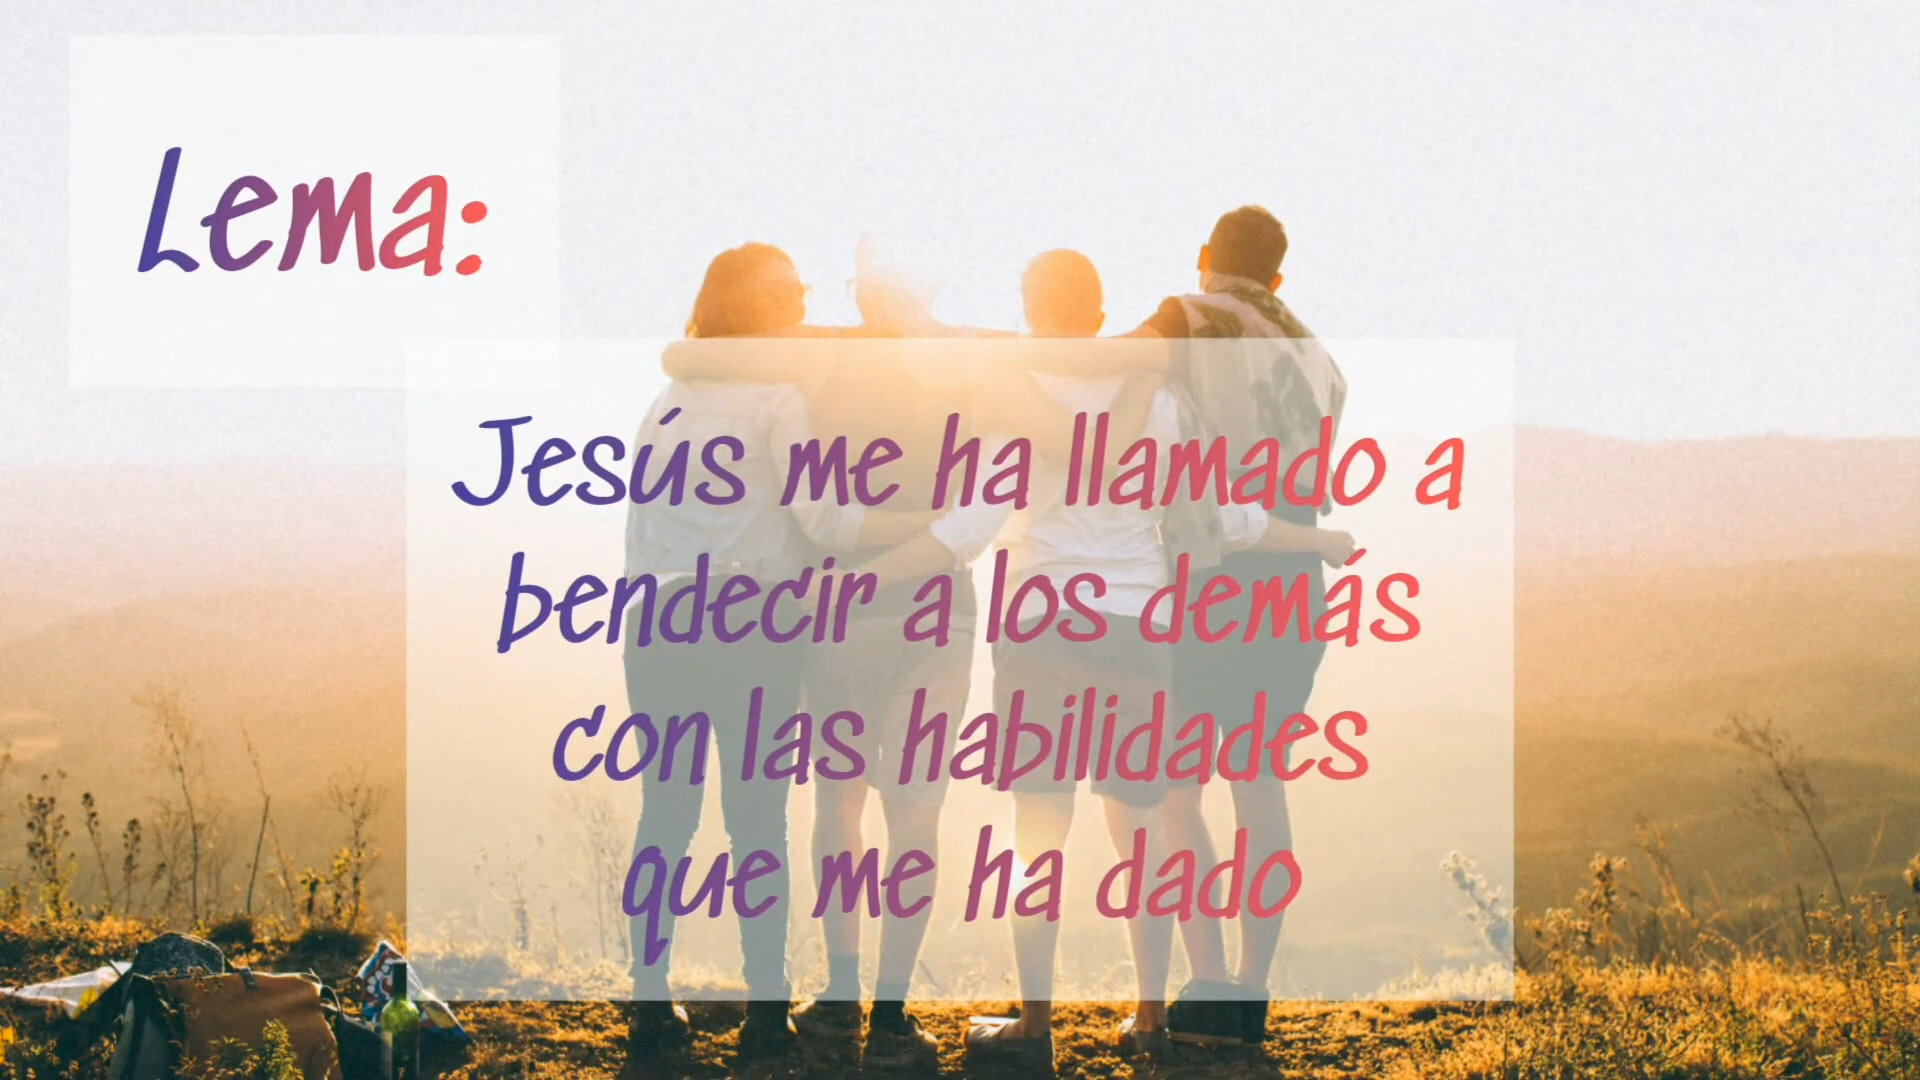 Lema:
Jesús me ha llamado a
bendecir a los demás
con las habilidades
que me ha dado